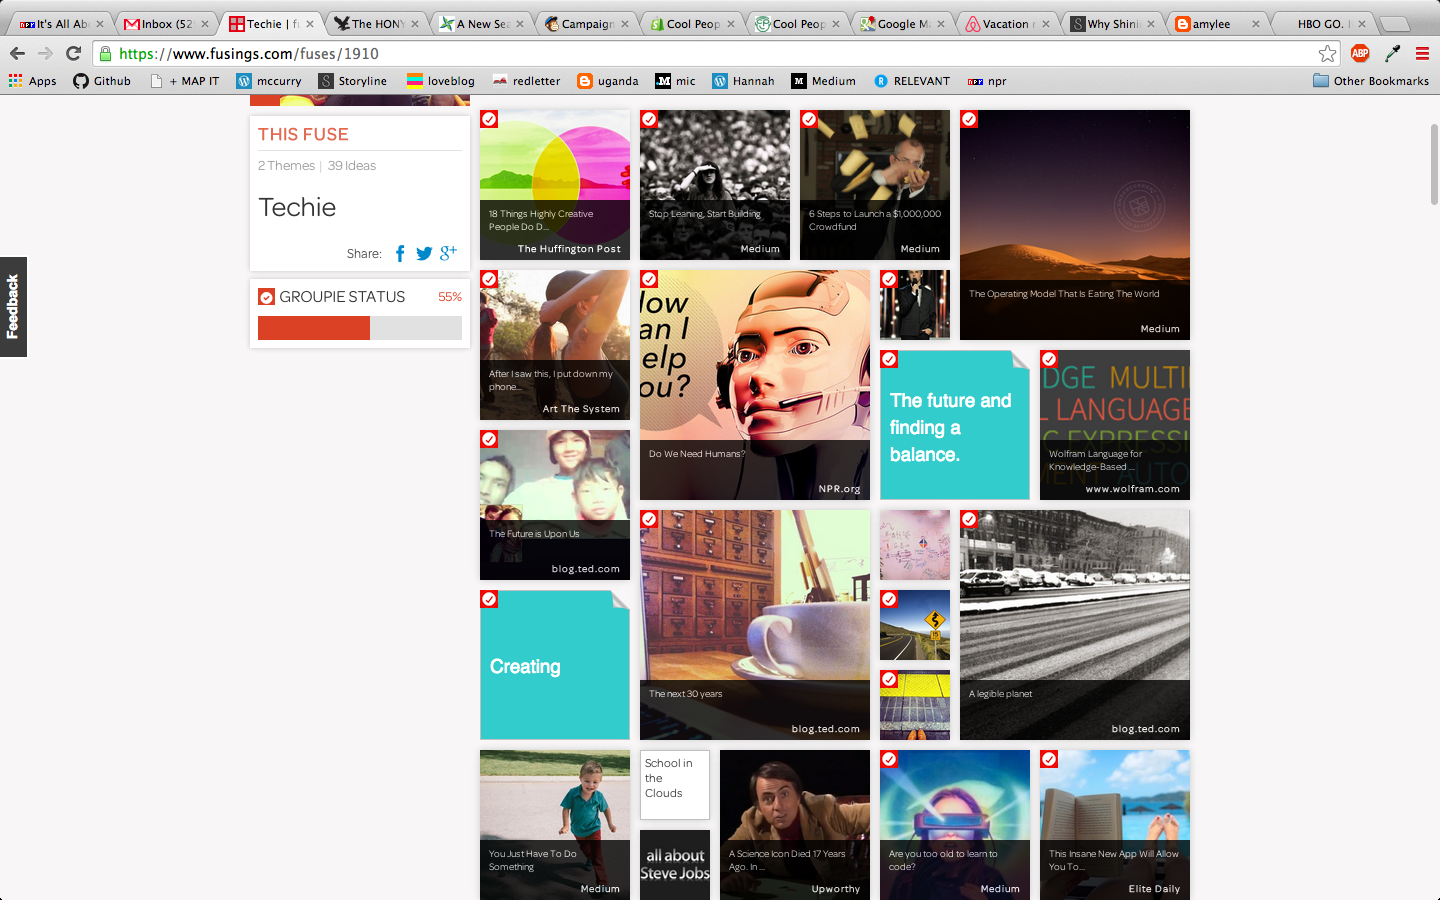 It's All Abo
Inbox (52
Techie | fu
The HONY
A New Sea
Campaign
Cool Peop
Cool Peop
Google Ma
Vacation r
Why Shini
amylee
HBO GO.
https://www.fusings.com/fuses/1910
ABP
Apps
Github
+ MAP IT
mccurry
Storyline
loveblog
redletter
uganda
mic
Hannah
Medium
RELEVANT
npr
Other Bookmarks
Feedback
THIS FUSE
2 Themes | 39 Ideas
Techie
Share:
GROUPIE STATUS 55%
18 Things Highly Creative
People Do D...
The Huffington Post
Stop Leaning, Start Building
Medium
6 Steps to Launch a $1,000,000
Crowdfund
Medium
The Operating Model That Is Eating The World
Medium
After I saw this, I put down my
phone...
Art The System
How
an I
elp
ou?
Do We Need Humans?
NPR.org
The future and
finding a
balance.
DGE MULTI
L LANGUAGE
C EXPRESSI
MENT AUTO
Wolfram Language for
Knowledge-Based ...
www.wolfram.com
The Future is Upon Us
blog.ted.com
Creating
The next 30 years
blog.ted.com
15
A legible planet
blog.ted.com
You Just Have To Do
Something
Medium
School in
the
Clouds
all about
Steve Jobs
A Science Icon Died 17 Years
Ago. In ...
Upworthy
Are you too old to learn to
code?
Medium
This Insane New App Will Allow
You To...
Elite Daily